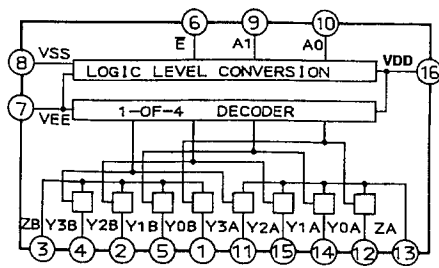 6 9 10
E̅ A1 A0
8 VSS VDD 16
LOGIC LEVEL CONVERSION
7 VEE
1-OF-4 DECODER
ZB Y3B Y2B Y1B Y0B Y3A Y2A Y1A Y0A ZA
3 4 2 5 1 11 15 14 12 13